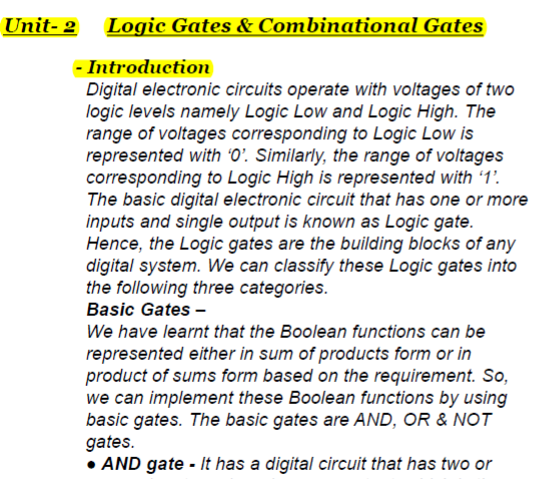 Unit- 2 Logic Gates & Combinational Gates
- Introduction
Digital electronic circuits operate with voltages of two
logic levels namely Logic Low and Logic High. The
range of voltages corresponding to Logic Low is
represented with ‘0’. Similarly, the range of voltages
corresponding to Logic High is represented with ‘1’.
The basic digital electronic circuit that has one or more
inputs and single output is known as Logic gate.
Hence, the Logic gates are the building blocks of any
digital system. We can classify these Logic gates into
the following three categories.
Basic Gates –
We have learnt that the Boolean functions can be
represented either in sum of products form or in
product of sums form based on the requirement. So,
we can implement these Boolean functions by using
basic gates. The basic gates are AND, OR & NOT
gates.
● AND gate - It has a digital circuit that has two or